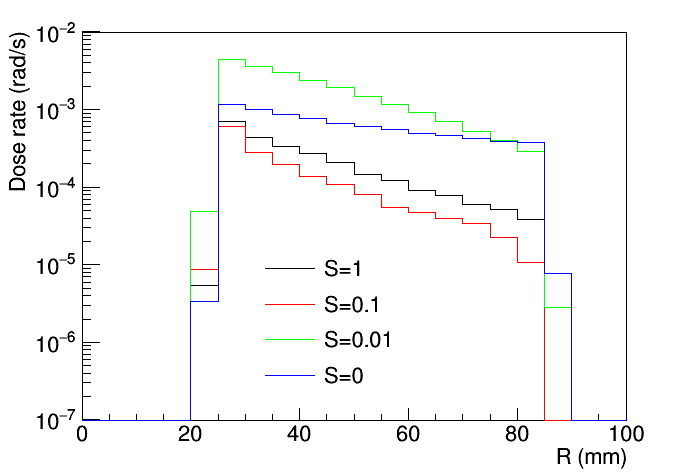 Dose rate (rad/s)
10⁻²
10⁻³
10⁻⁴
10⁻⁵
10⁻⁶
10⁻⁷
S=1
S=0.1
S=0.01
S=0
0 20 40 60 80 100
R (mm)